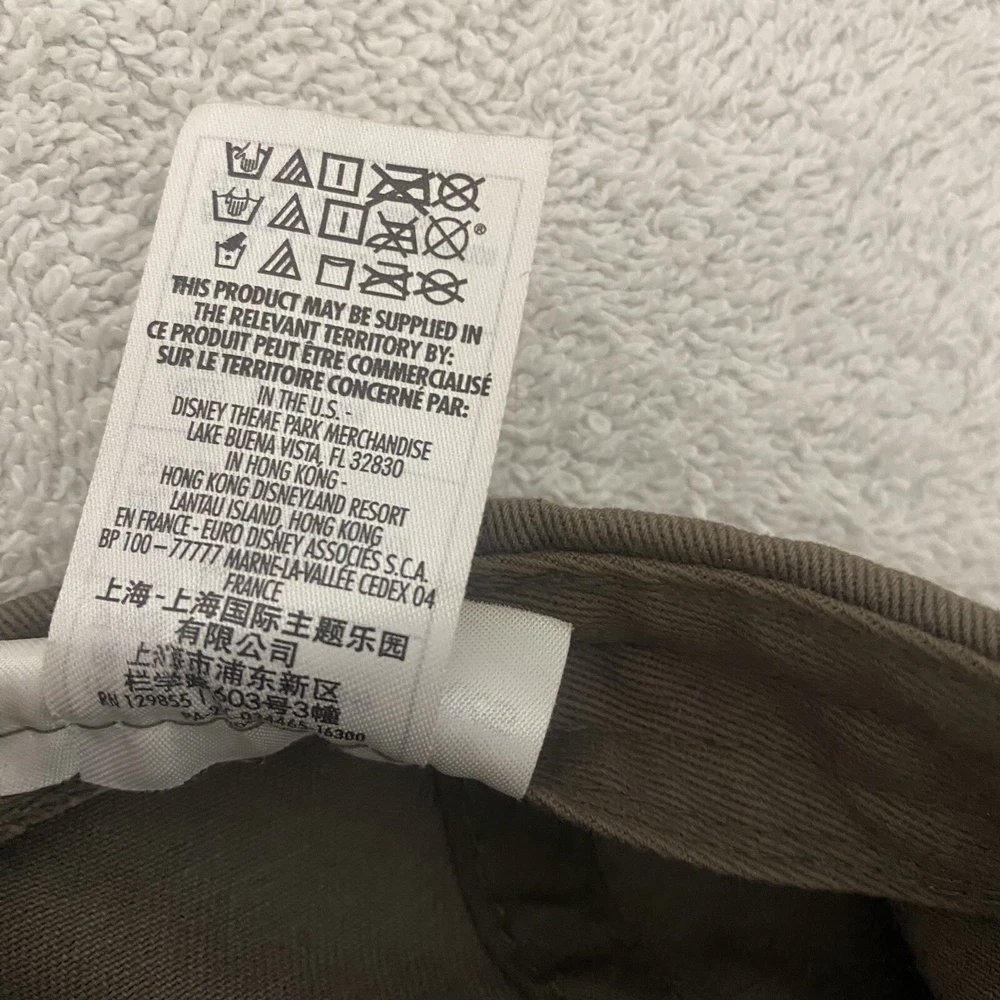 ®
THIS PRODUCT MAY BE SUPPLIED IN
THE RELEVANT TERRITORY BY:
CE PRODUIT PEUT ÊTRE COMMERCIALISÉ
SUR LE TERRITOIRE CONCERNÉ PAR:
IN THE U.S. -
DISNEY THEME PARK MERCHANDISE
LAKE BUENA VISTA, FL 32830
IN HONG KONG -
HONG KONG DISNEYLAND RESORT
LANTAU ISLAND, HONG KONG
EN FRANCE - EURO DISNEY ASSOCIÉS S.C.A.
BP 100 – 77777 MARNE-LA-VALLÉE CEDEX 04
FRANCE
上海-上海国际主题乐园
有限公司
上海市浦东新区
603号3幢
RN 129855
16300